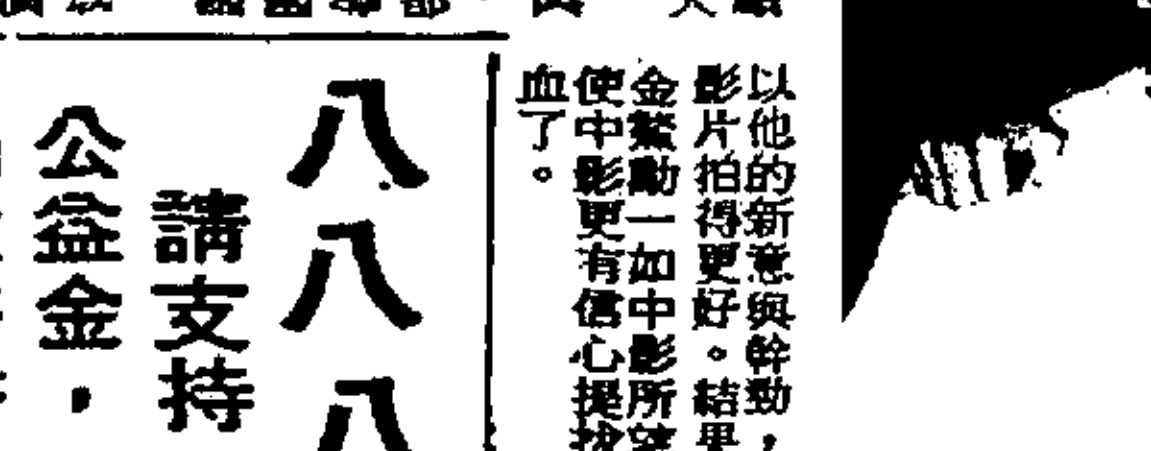 以他的新意與幹勁，
影片拍得更好。結果
金鰲勳一如中影所望
使中影更有信心提拔
血了。
八八八
請支持
公益金，